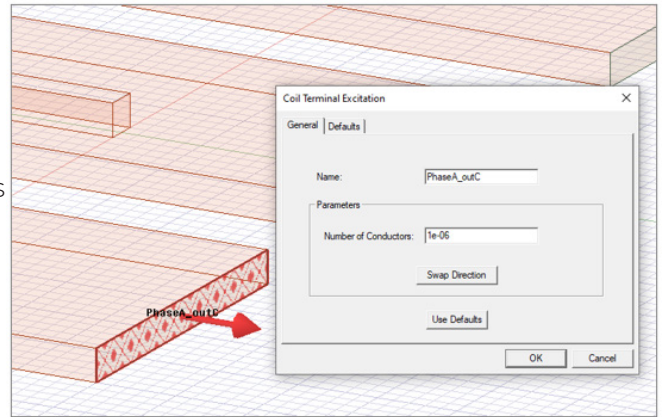 Coil Terminal Excitation
General
Defaults
Name: PhaseA_outC
Parameters
Number of Conductors: 1e-06
Swap Direction
Use Defaults
OK Cancel
s
PhaseA_outC